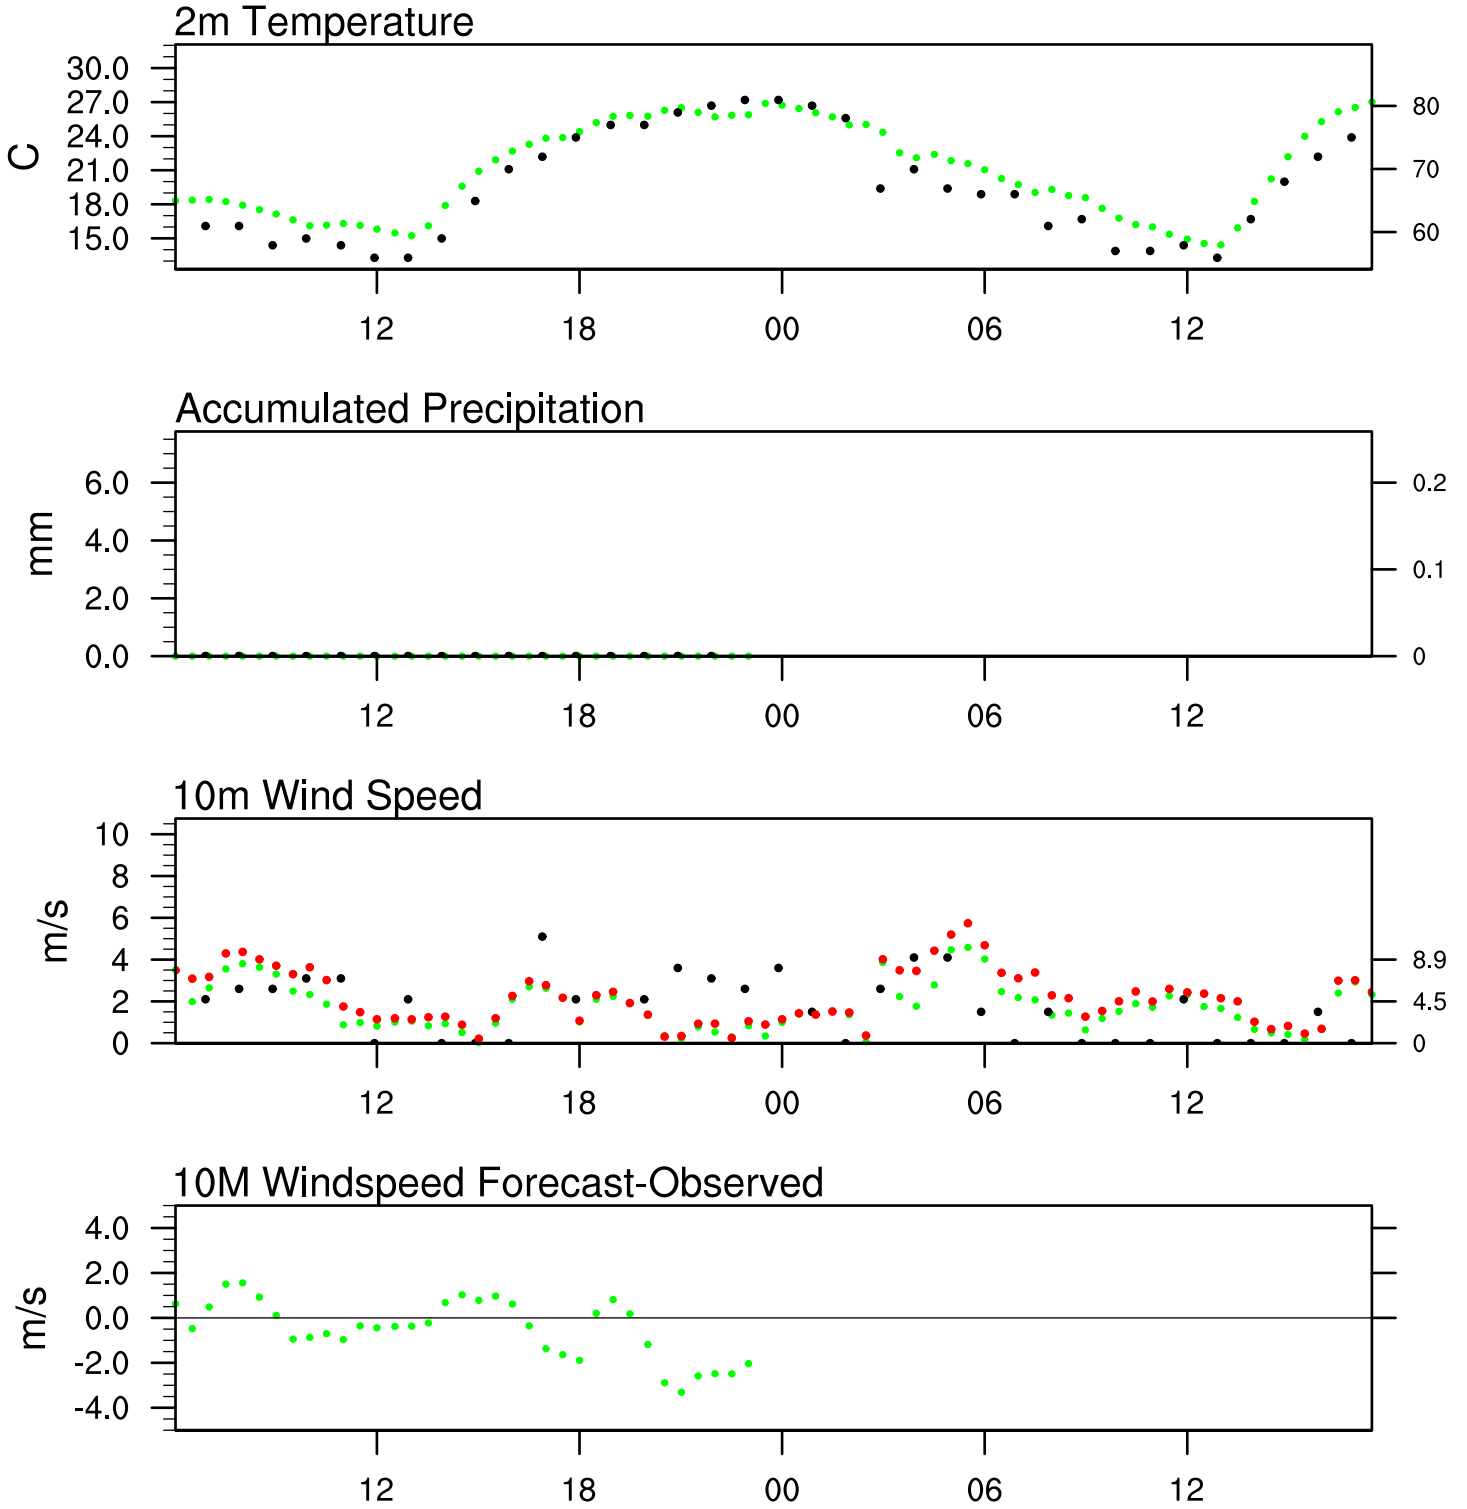 2m Temperature
30.0
27.0
24.0
21.0
18.0
15.0
C
80
70
60
12 18 00 06 12
Accumulated Precipitation
6.0
4.0
2.0
0.0
mm
0.2
0.1
0
12 18 00 06 12
10m Wind Speed
10
8
6
4
2
0
m/s
8.9
4.5
0
12 18 00 06 12
10M Windspeed Forecast-Observed
4.0
2.0
0.0
-2.0
-4.0
m/s
12 18 00 06 12